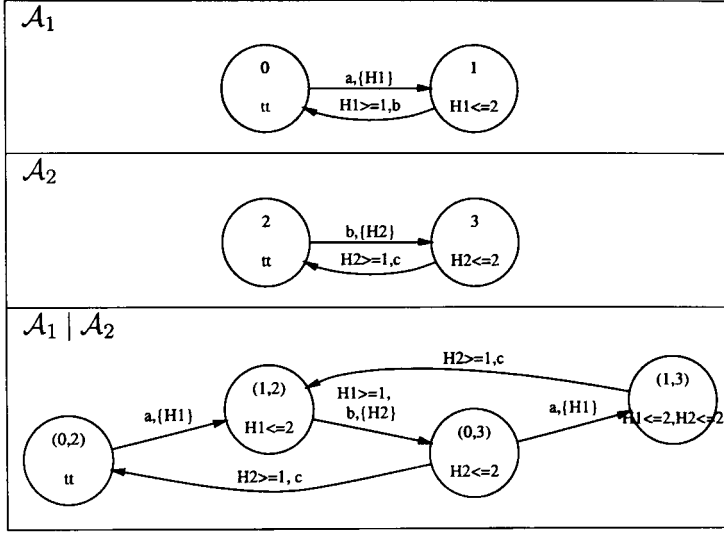 A₁
0
1
a,{H1}
H1>=1,b
tt
H1<=2
A₂
2
3
b,{H2}
H2>=1,c
tt
H2<=2
A₁ | A₂
H2>=1,c
(1,2)
(1,3)
H1>=1,
b,{H2}
a,{H1}
a,{H1}
H1<=2
H1<=2,H2<=2
(0,2)
(0,3)
H2>=1, c
H2<=2
tt